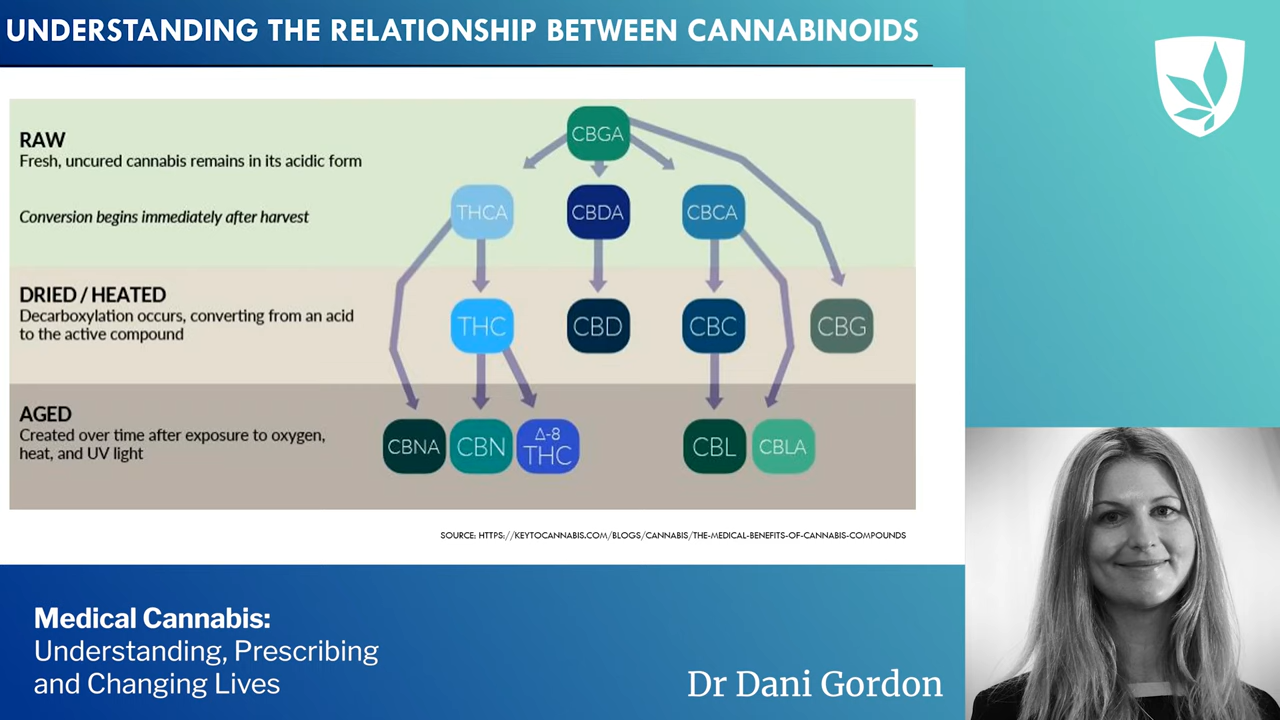 UNDERSTANDING THE RELATIONSHIP BETWEEN CANNABINOIDS
RAW
Fresh, uncured cannabis remains in its acidic form
Conversion begins immediately after harvest
CBGA
THCA
CBDA
CBCA
DRIED / HEATED
Decarboxylation occurs, converting from an acid
to the active compound
THC
CBD
CBC
CBG
AGED
Created over time after exposure to oxygen,
heat, and UV light
CBNA
CBN
Δ-8
THC
CBL
CBLA
SOURCE: HTTPS://KEYTOCANNABIS.COM/BLOGS/CANNABIS/THE-MEDICAL-BENEFITS-OF-CANNABIS-COMPOUNDS
Medical Cannabis:
Understanding, Prescribing
and Changing Lives
Dr Dani Gordon